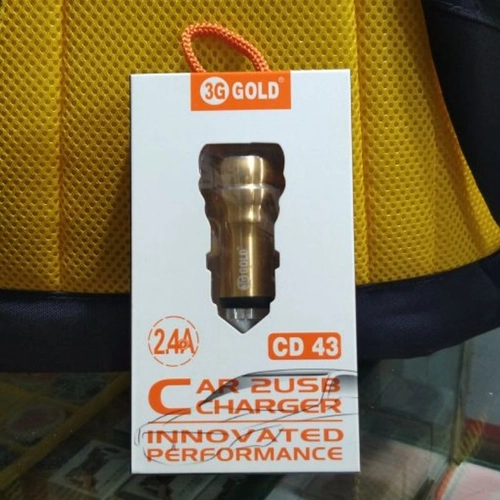 3G GOLD®
3G GOLD
2.4A
CD 43
CAR 2USB
CHARGER
INNOVATED
PERFORMANCE